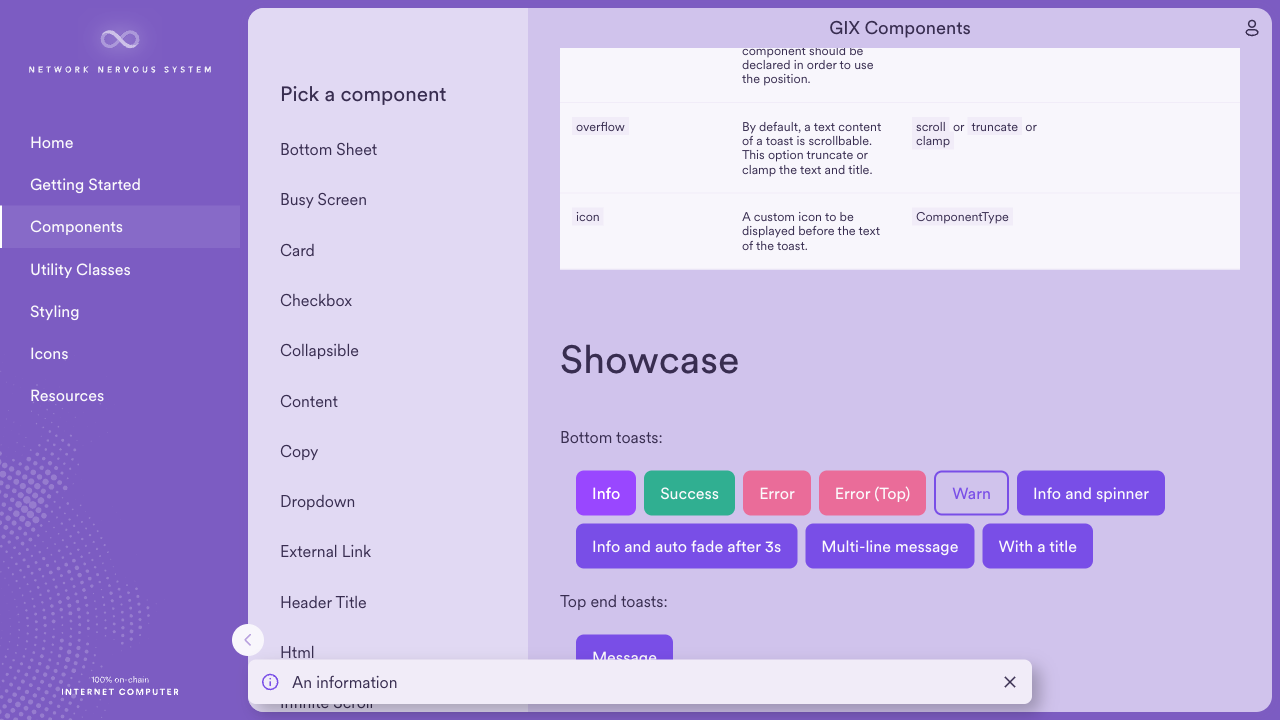 NETWORK NERVOUS SYSTEM
Home
Getting Started
Components
Utility Classes
Styling
Icons
Resources
100% on-chain
INTERNET COMPUTER
Pick a component
Bottom Sheet
Busy Screen
Card
Checkbox
Collapsible
Content
Copy
Dropdown
External Link
Header Title
Html
Infinite Scroll
GIX Components
component should be
declared in order to use
the position.
overflow
By default, a text content
of a toast is scrollable.
This option truncate or
clamp the text and title.
scroll or truncate or
clamp
icon
A custom icon to be
displayed before the text
of the toast.
ComponentType
Showcase
Bottom toasts:
Info Success Error Error (Top) Warn Info and spinner
Info and auto fade after 3s Multi-line message With a title
Top end toasts:
Message
An information